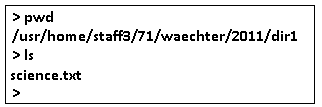 > pwd
/usr/home/staff3/71/waechter/2011/dir1
> ls
science.txt
>